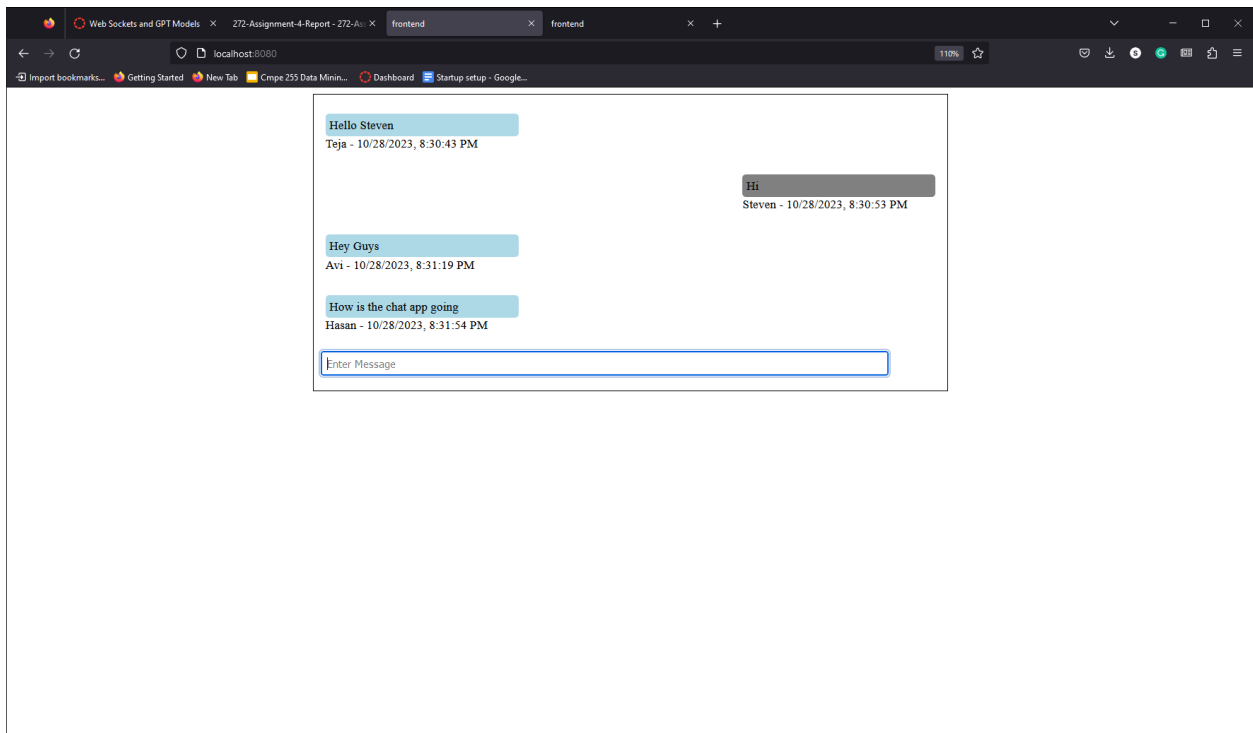 Web Sockets and GPT Models
272-Assignment-4-Report - 272-As
frontend
frontend
localhost:8080
110%
Import bookmarks...
Getting Started
New Tab
Cmpe 255 Data Minin...
Dashboard
Startup setup - Google...
Hello Steven
Teja - 10/28/2023, 8:30:43 PM
Hi
Steven - 10/28/2023, 8:30:53 PM
Hey Guys
Avi - 10/28/2023, 8:31:19 PM
How is the chat app going
Hasan - 10/28/2023, 8:31:54 PM
Enter Message